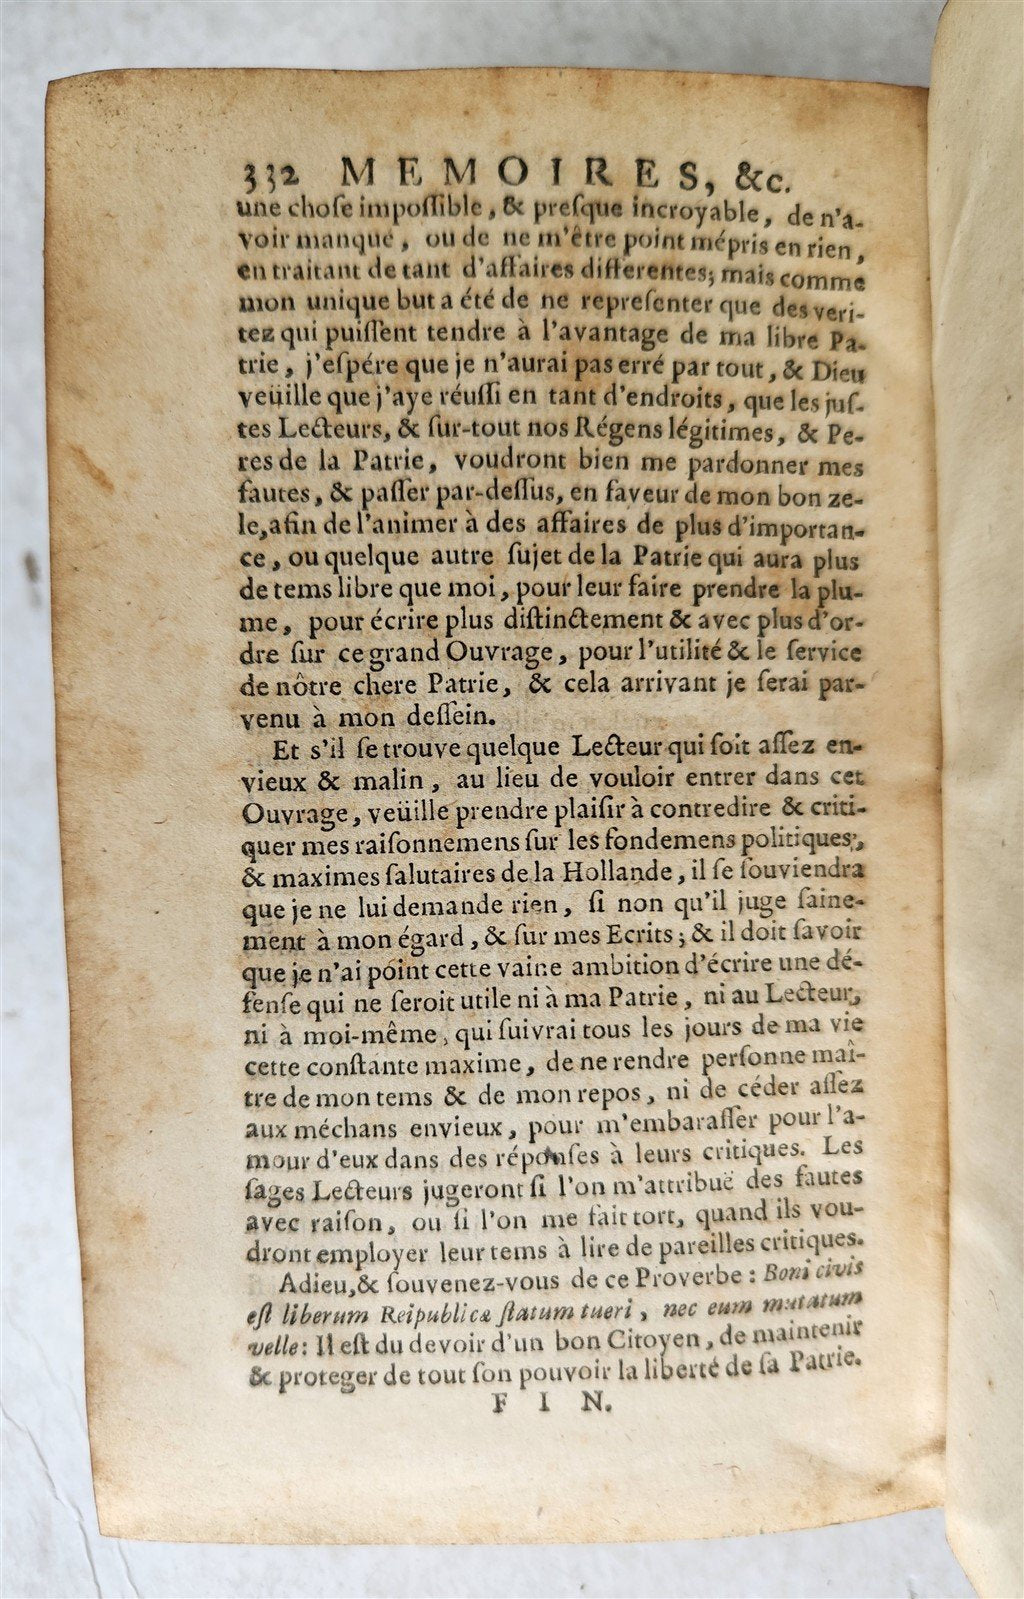 332 MEMOIRES, &c.
une choſe impoſſible, & preſque incroyable, de n'a-
voir manqué, ou de ne m'être point mépris en rien,
en traitant de tant d'affaires differentes; mais comme
mon unique but a été de ne repreſenter que des veri-
tez qui puiſſent tendre à l'avantage de ma libre Pa-
trie, j'eſpére que je n'aurai pas erré par tout, & Dieu
veüille que j'aye réuſſi en tant d'endroits, que les juſ-
tes Lecteurs, & ſur-tout nos Régens légitimes, & Pe-
res de la Patrie, voudront bien me pardonner mes
fautes, & paſſer par-deſſus, en faveur de mon bon ze-
le, afin de l'animer à des affaires de plus d'importan-
ce, ou quelque autre ſujet de la Patrie qui aura plus
de tems libre que moi, pour leur faire prendre la plu-
me, pour écrire plus diſtinctement & avec plus d'or-
dre ſur ce grand Ouvrage, pour l'utilité & le ſervice
de nôtre chere Patrie, & cela arrivant je ſerai par-
venu à mon deſſein.
Et s'il ſe trouve quelque Lecteur qui ſoit aſſez en-
vieux & malin, au lieu de vouloir entrer dans cet
Ouvrage, veüille prendre plaiſir à contredire & criti-
quer mes raiſonnemens ſur les fondemens politiques,
& maximes ſalutaires de la Hollande, il ſe ſouviendra
que je ne lui demande rien, ſi non qu'il juge ſaine-
ment à mon égard, & ſur mes Ecrits; & il doit ſavoir
que je n'ai point cette vaine ambition d'écrire une dé-
fenſe qui ne ſeroit utile ni à ma Patrie, ni au Lecteur,
ni à moi-même, qui ſuivrai tous les jours de ma vie
cette conſtante maxime, de ne rendre perſonne maî-
tre de mon tems & de mon repos, ni de céder aſſez
aux méchans envieux, pour m'embaraſſer pour l'a-
mour d'eux dans des réponſes à leurs critiques. Les
ſages Lecteurs jugeront ſi l'on m'attribuë des fautes
avec raiſon, ou ſi l'on me fait tort, quand ils vou-
dront employer leur tems à lire de pareilles critiques.
Adieu, & ſouvenez-vous de ce Proverbe: Boni civis
eſt liberum Reipublicæ ſtatum tueri, nec eum mutatum
velle: Il eſt du devoir d'un bon Citoyen, de maintenir
& proteger de tout ſon pouvoir la liberté de ſa Patrie.
FIN.